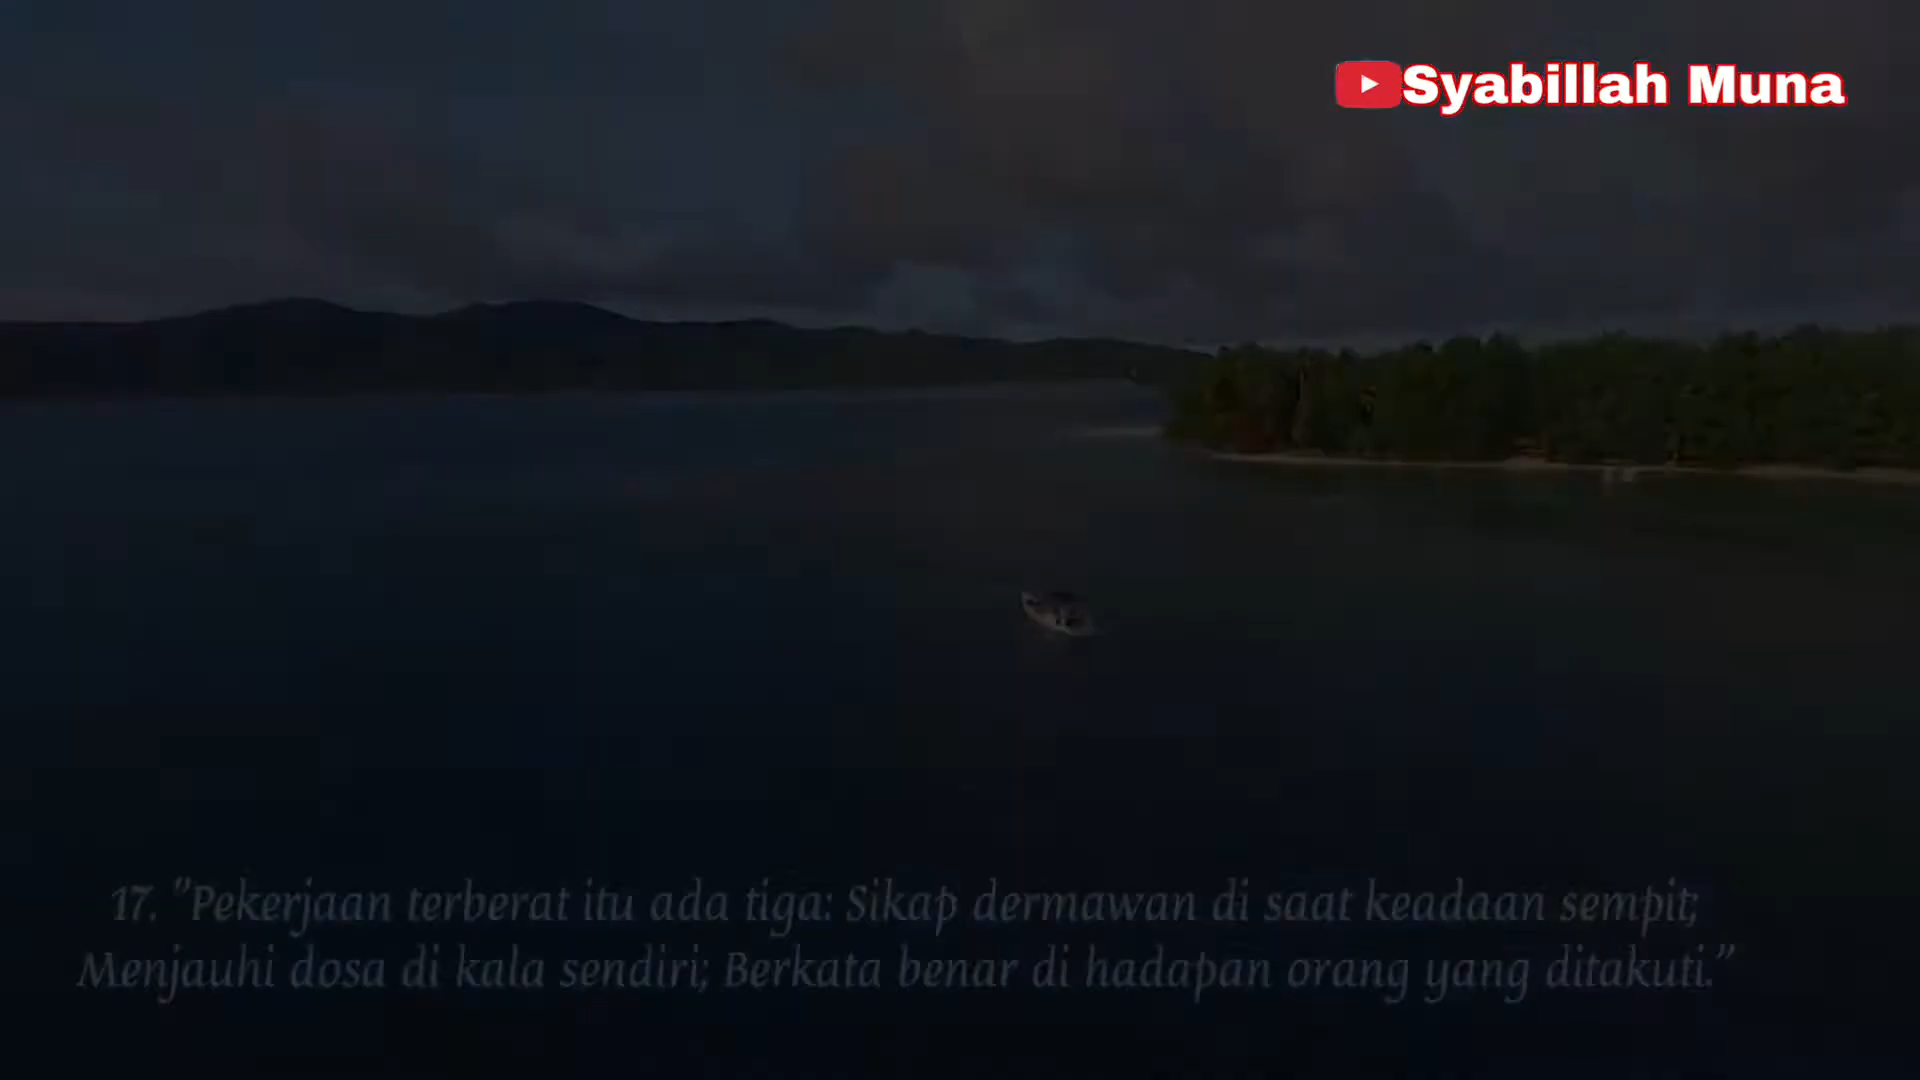 Syabillah Muna
17. "Pekerjaan terberat itu ada tiga: Sikap dermawan di saat keadaan sempit;
Menjauhi dosa di kala sendiri; Berkata benar di hadapan orang yang ditakuti."